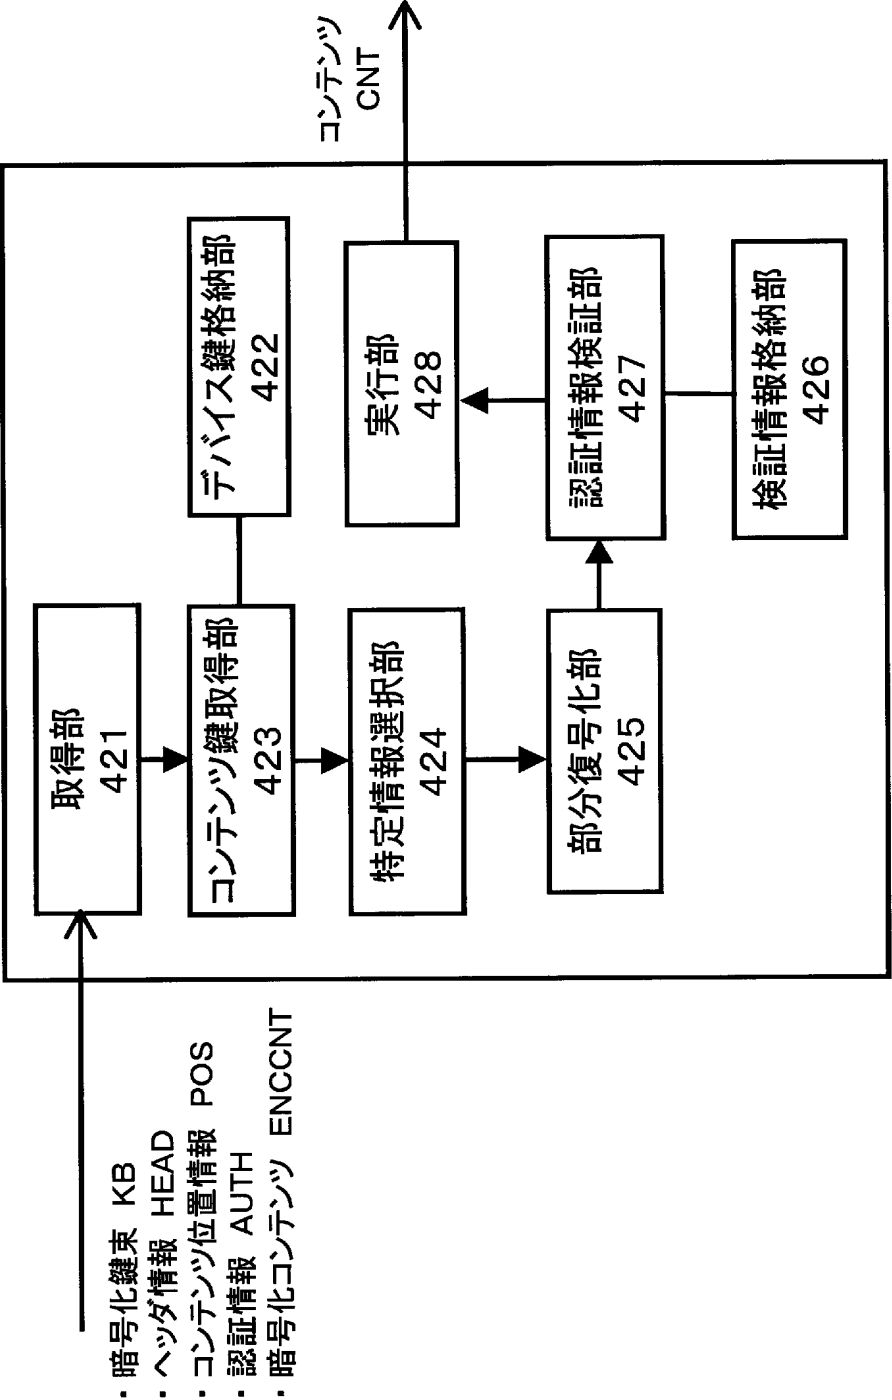 ・暗号化鍵束 KB
・ヘッダ情報 HEAD
・コンテンツ位置情報 POS
・認証情報 AUTH
・暗号化コンテンツ ENCCNT
取得部
421
コンテンツ鍵取得部
423
デバイス鍵格納部
422
特定情報選択部
424
部分復号化部
425
認証情報検証部
427
検証情報格納部
426
実行部
428
コンテンツ
CNT